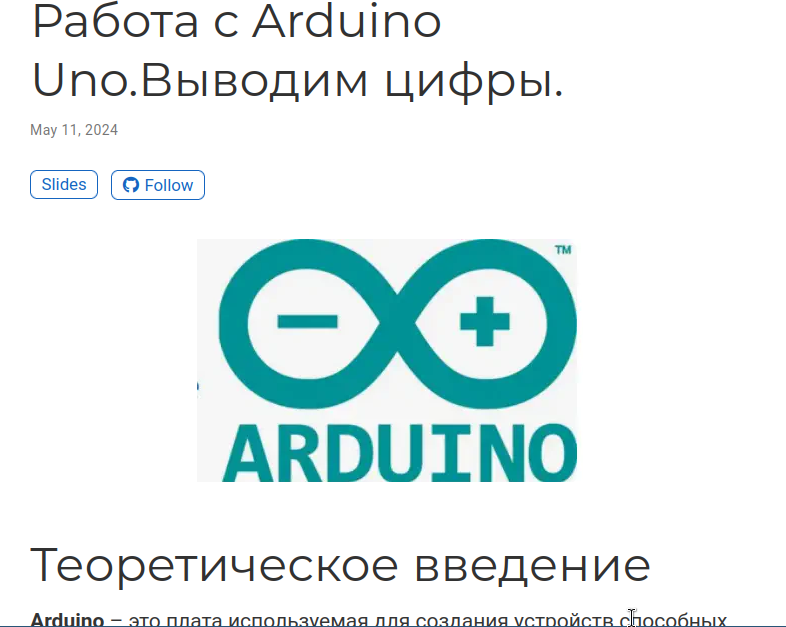 Работа с Arduino
Uno.Выводим цифры.
May 11, 2024
Slides
Follow
TM
ARDUINO
Теоретическое введение
Arduino – это плата используемая для создания устройств способных